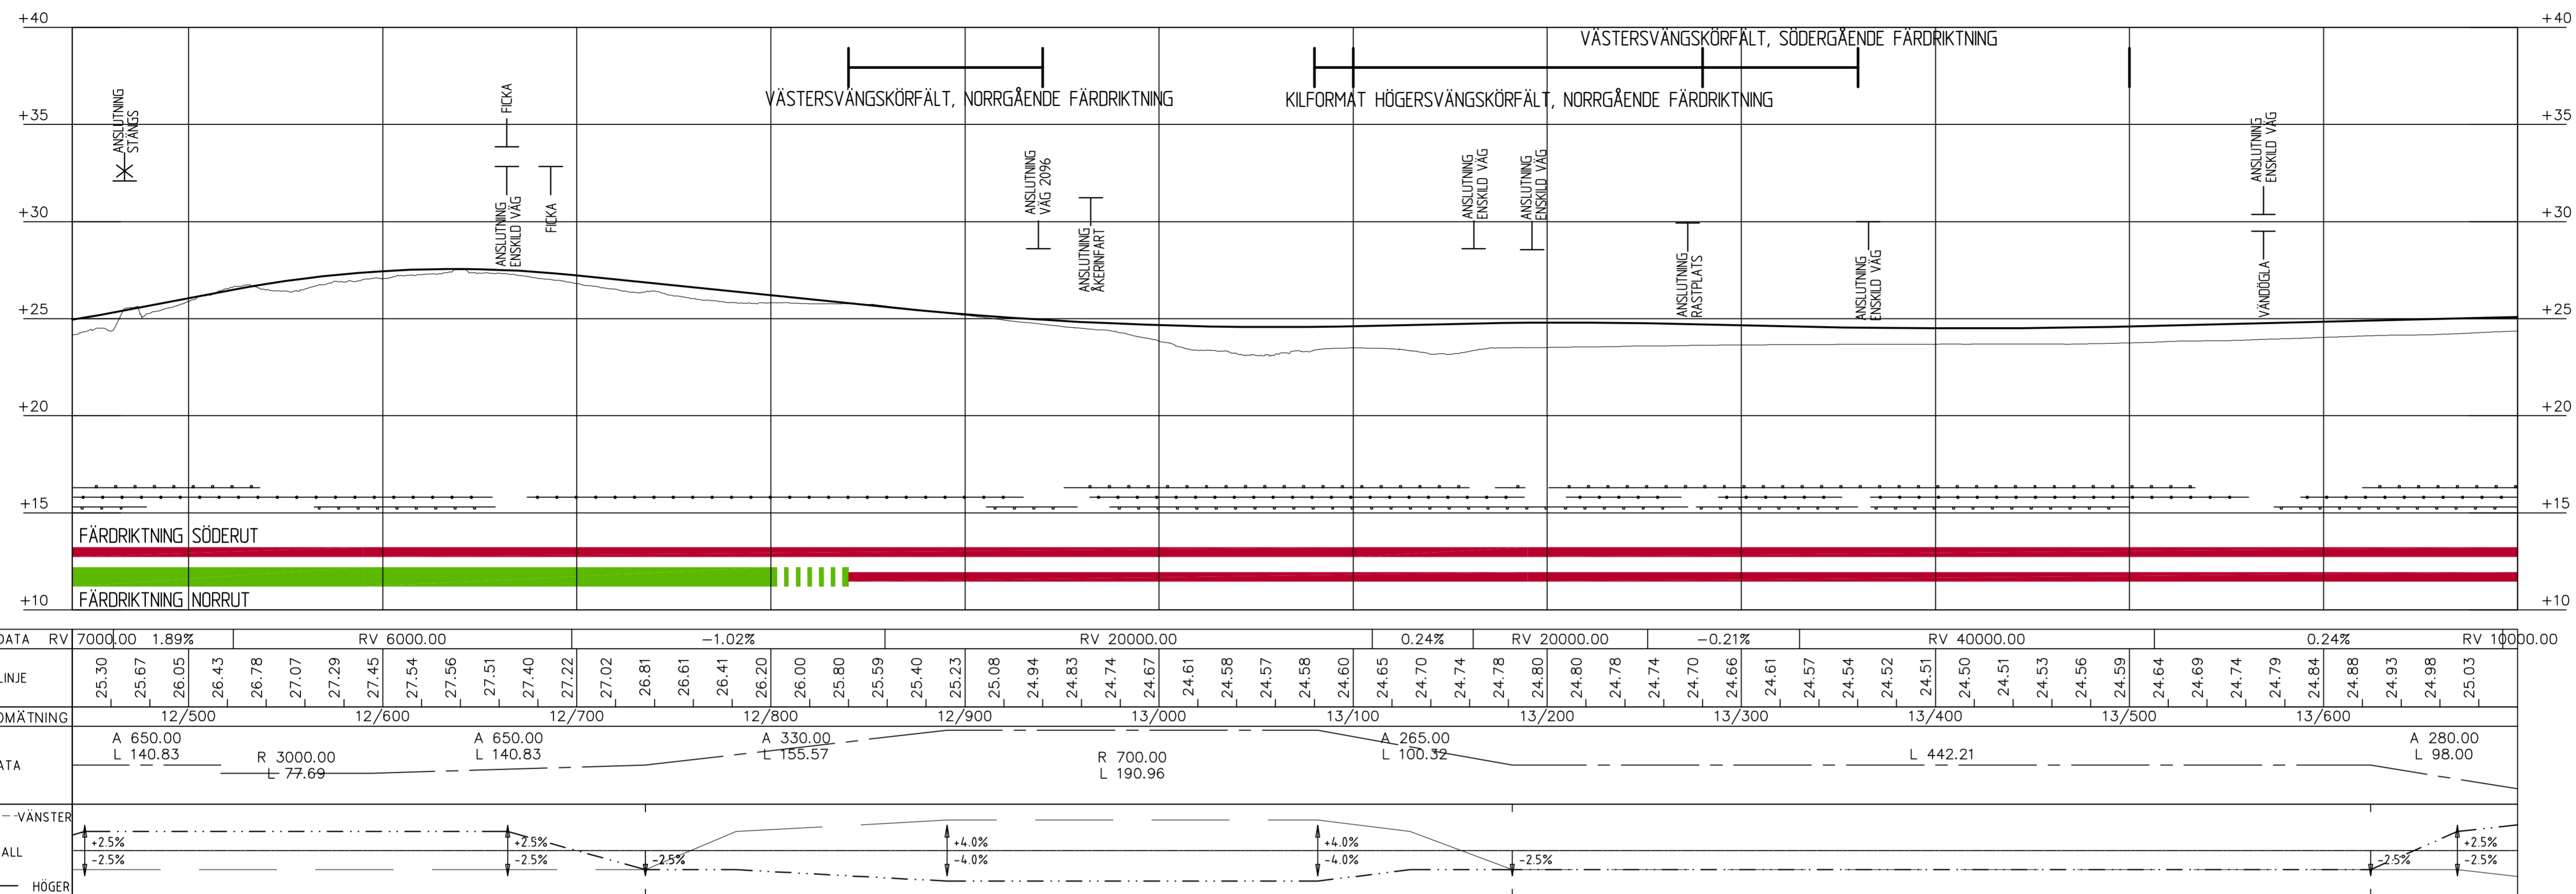 +40
+40
VÄSTERSVÄNGSKÖRFÄLT, SÖDERGÅENDE FÄRDRIKTNING
VÄSTERSVÄNGSKÖRFÄLT, NORRGÅENDE FÄRDRIKTNING
KILFORMAT HÖGERSVÄNGSKÖRFÄLT, NORRGÅENDE FÄRDRIKTNING
+35
+35
ANSLUTNING
STÄNGS
FICKA
ANSLUTNING
ENSKILD VÄG
FICKA
ANSLUTNING
VÄG 2096
ANSLUTNING
ÅKERINFART
ANSLUTNING
ENSKILD VÄG
ANSLUTNING
ENSKILD VÄG
ANSLUTNING
RASTPLATS
ANSLUTNING
ENSKILD VÄG
ANSLUTNING
ENSKILD VÄG
VÄNDÖGLA
+30
+30
+25
+25
+20
+20
+15
+15
FÄRDRIKTNING SÖDERUT
FÄRDRIKTNING NORRUT
+10
+10
DATA RV 7000.00 1.89% RV 6000.00 -1.02% RV 20000.00 0.24% RV 20000.00 -0.21% RV 40000.00 0.24% RV 10000.00
LINJE 25.30 25.67 26.05 26.43 26.78 27.07 27.29 27.45 27.54 27.56 27.51 27.40 27.22 27.02 26.81 26.61 26.41 26.20 26.00 25.80 25.59 25.40 25.23 25.08 24.94 24.83 24.74 24.67 24.61 24.58 24.57 24.58 24.60 24.65 24.70 24.74 24.78 24.80 24.80 24.78 24.74 24.70 24.66 24.61 24.57 24.54 24.52 24.51 24.50 24.51 24.53 24.56 24.59 24.64 24.69 24.74 24.79 24.84 24.88 24.93 24.98 25.03
OMÄTNING 12/500 12/600 12/700 12/800 12/900 13/000 13/100 13/200 13/300 13/400 13/500 13/600
ATA
A 650.00
L 140.83
R 3000.00
L 77.69
A 650.00
L 140.83
A 330.00
L 155.57
R 700.00
L 190.96
A 265.00
L 100.32
L 442.21
A 280.00
L 98.00
VÄNSTER
ALL
HÖGER
+2.5%
-2.5%
+2.5%
-2.5%
-2.5%
+4.0%
-4.0%
+4.0%
-4.0%
-2.5%
-2.5%
+2.5%
-2.5%